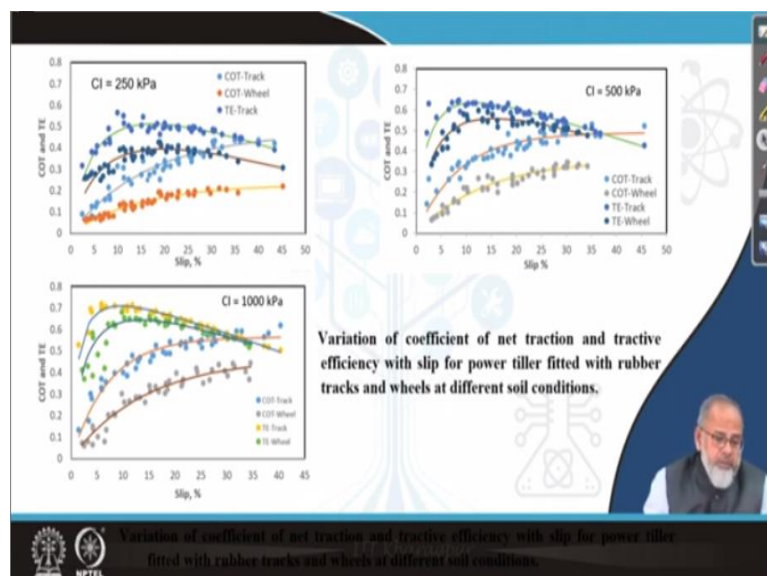 CI = 250 kPa
COT-Track
COT-Wheel
TE-Track
COT and TE
0.8
0.7
0.6
0.5
0.4
0.3
0.2
0.1
0
0 5 10 15 20 25 30 35 40 45 50
Slip, %
CI = 500 kPa
COT-Track
COT-Wheel
TE-Track
TE-Wheel
COT and TE
0.8
0.7
0.6
0.5
0.4
0.3
0.2
0.1
0
0 5 10 15 20 25 30 35 40 45 50
Slip %
CI = 1000 kPa
COT-Track
COT-Wheel
TE-Track
TE-Wheel
COT and TE
0.8
0.7
0.6
0.5
0.4
0.3
0.2
0.1
0
0 5 10 15 20 25 30 35 40 45
Slip, %
Variation of coefficient of net traction and tractive
efficiency with slip for power tiller fitted with rubber
tracks and wheels at different soil conditions.
Variation of coefficient of net traction and tractive efficiency with slip for power tiller
fitted with rubber tracks and wheels at different soil conditions.
IIT Kharagpur
NPTEL